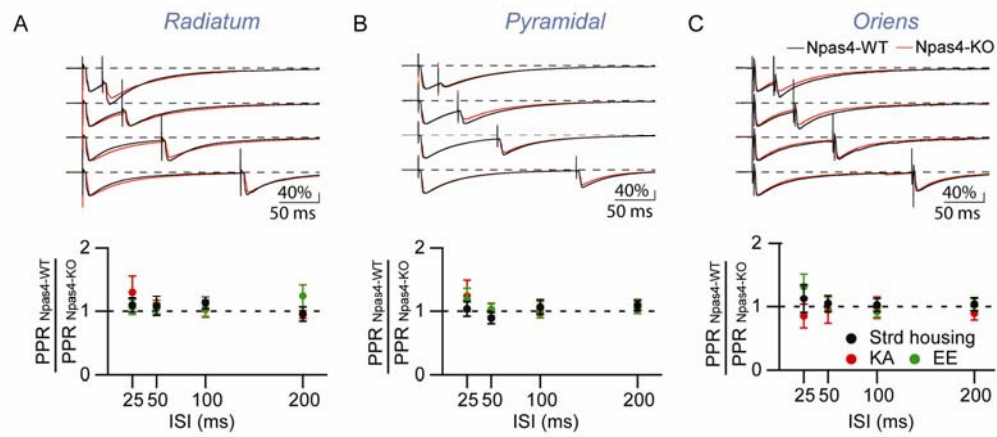 A Radiatum
40%
50 ms
PPR Npas4-WT
PPR Npas4-KO
2
1
0
25 50 100 200
ISI (ms)
B Pyramidal
40%
50 ms
PPR Npas4-WT
PPR Npas4-KO
2
1
0
25 50 100 200
ISI (ms)
C Oriens
Npas4-WT Npas4-KO
40%
50 ms
PPR Npas4-WT
PPR Npas4-KO
2
1
0
Strd housing
KA EE
25 50 100 200
ISI (ms)